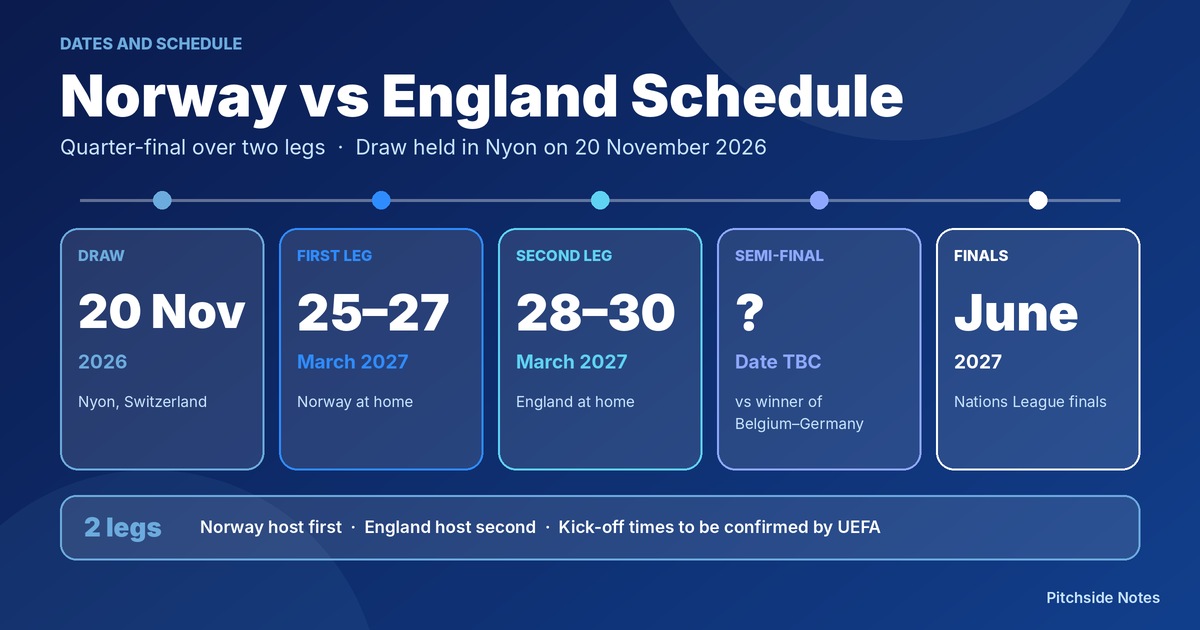 DATES AND SCHEDULE
Norway vs England Schedule
Quarter-final over two legs · Draw held in Nyon on 20 November 2026
DRAW
20 Nov
2026
Nyon, Switzerland
FIRST LEG
25–27
March 2027
Norway at home
SECOND LEG
28–30
March 2027
England at home
SEMI-FINAL
?
Date TBC
vs winner of
Belgium–Germany
FINALS
June
2027
Nations League finals
2 legs
Norway host first · England host second · Kick-off times to be confirmed by UEFA
Pitchside Notes